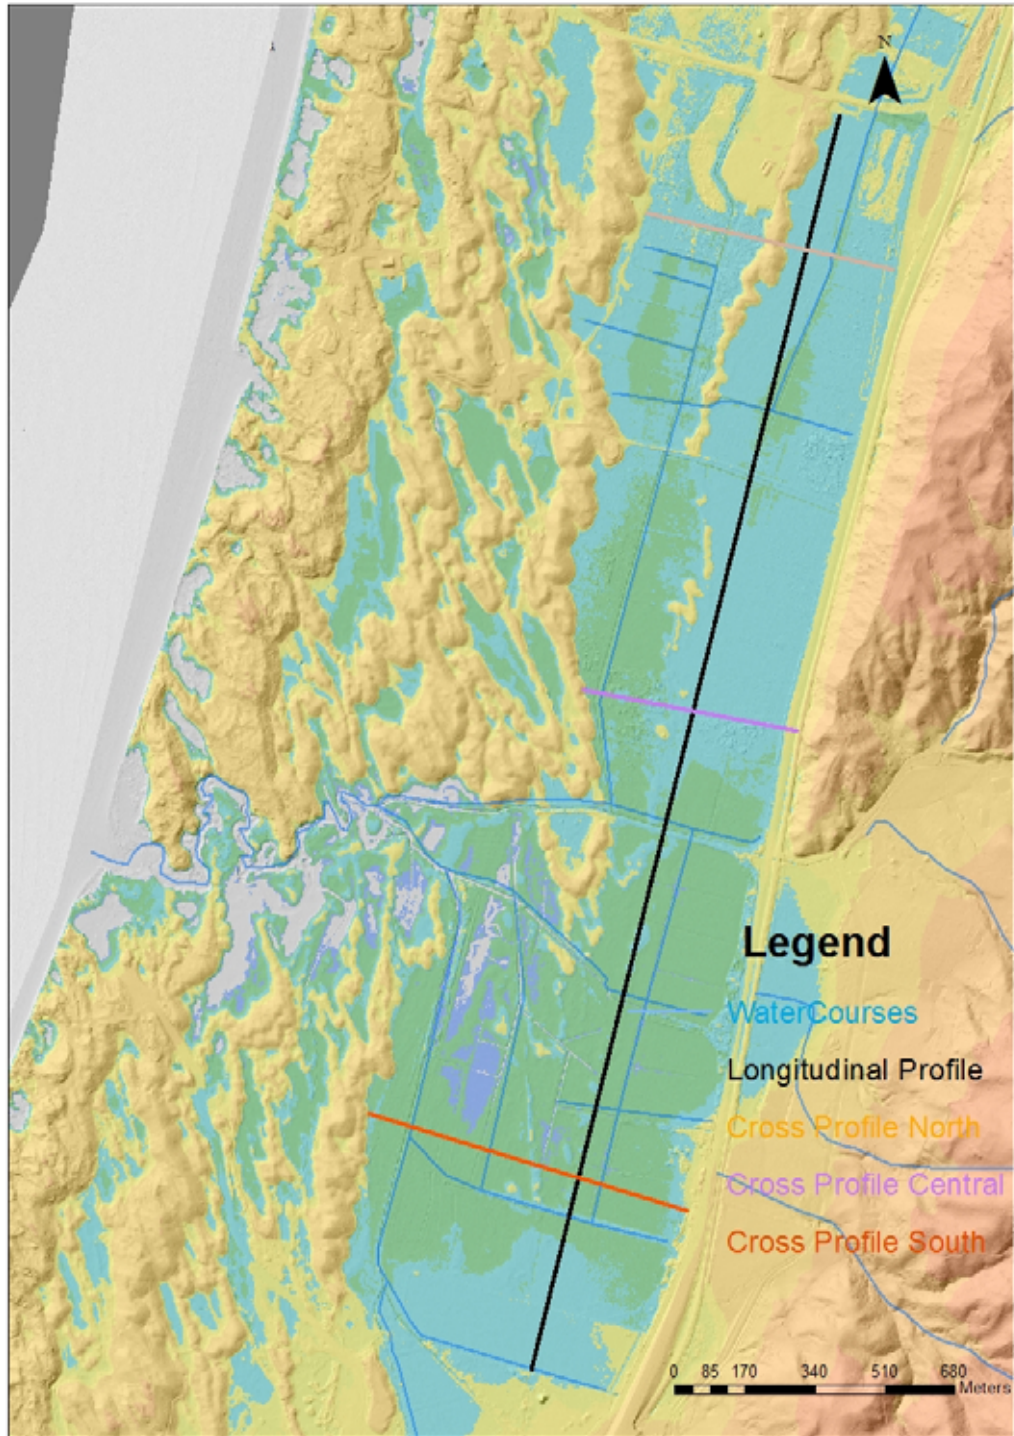 N
Legend
WaterCourses
Longitudinal Profile
Cross Profile North
Cross Profile Central
Cross Profile South
0 85 170 340 510 680
Meters